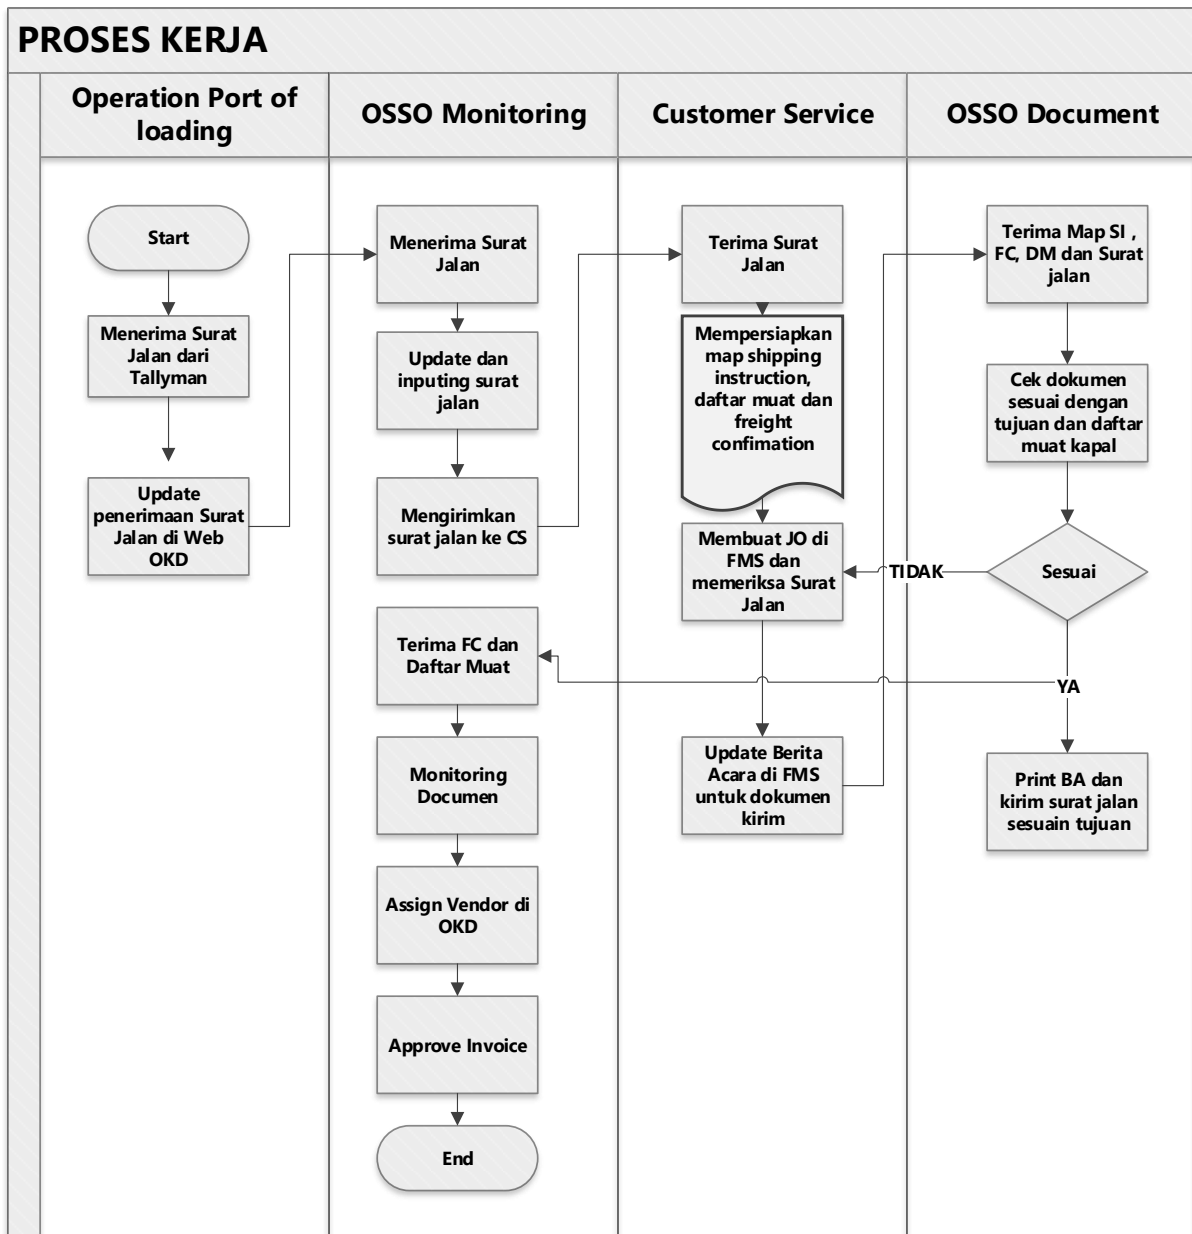 PROSES KERJA
Operation Port of
loading
OSSO Monitoring
Customer Service
OSSO Document
Start
Menerima Surat
Jalan dari
Tallyman
Update
penerimaan Surat
Jalan di Web
OKD
Menerima Surat
Jalan
Update dan
inputing surat
jalan
Mengirimkan
surat jalan ke CS
Terima FC dan
Daftar Muat
Monitoring
Documen
Assign Vendor di
OKD
Approve Invoice
End
Terima Surat
Jalan
Mempersiapkan
map shipping
instruction,
daftar muat dan
freight
confimation
Membuat JO di
FMS dan
memeriksa Surat
Jalan
Update Berita
Acara di FMS
untuk dokumen
kirim
Terima Map SI ,
FC, DM dan Surat
jalan
Cek dokumen
sesuai dengan
tujuan dan daftar
muat kapal
Sesuai
TIDAK
YA
Print BA dan
kirim surat jalan
sesuain tujuan